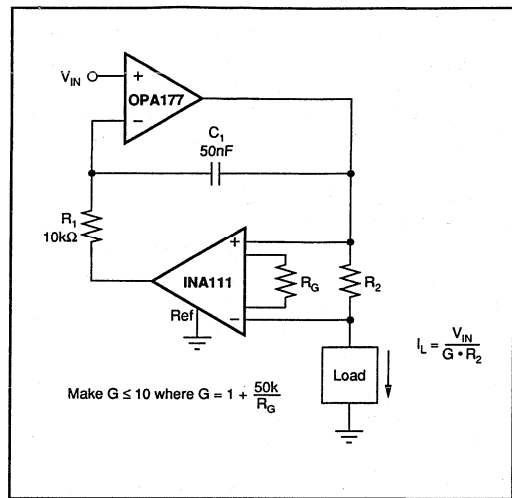 V_IN
+
OPA177
−
C₁
50nF
R₁
10kΩ
+
INA111
R_G
R₂
Ref
−
I_L = V_IN / G • R₂
Load
Make G ≤ 10 where G = 1 + 50k / R_G